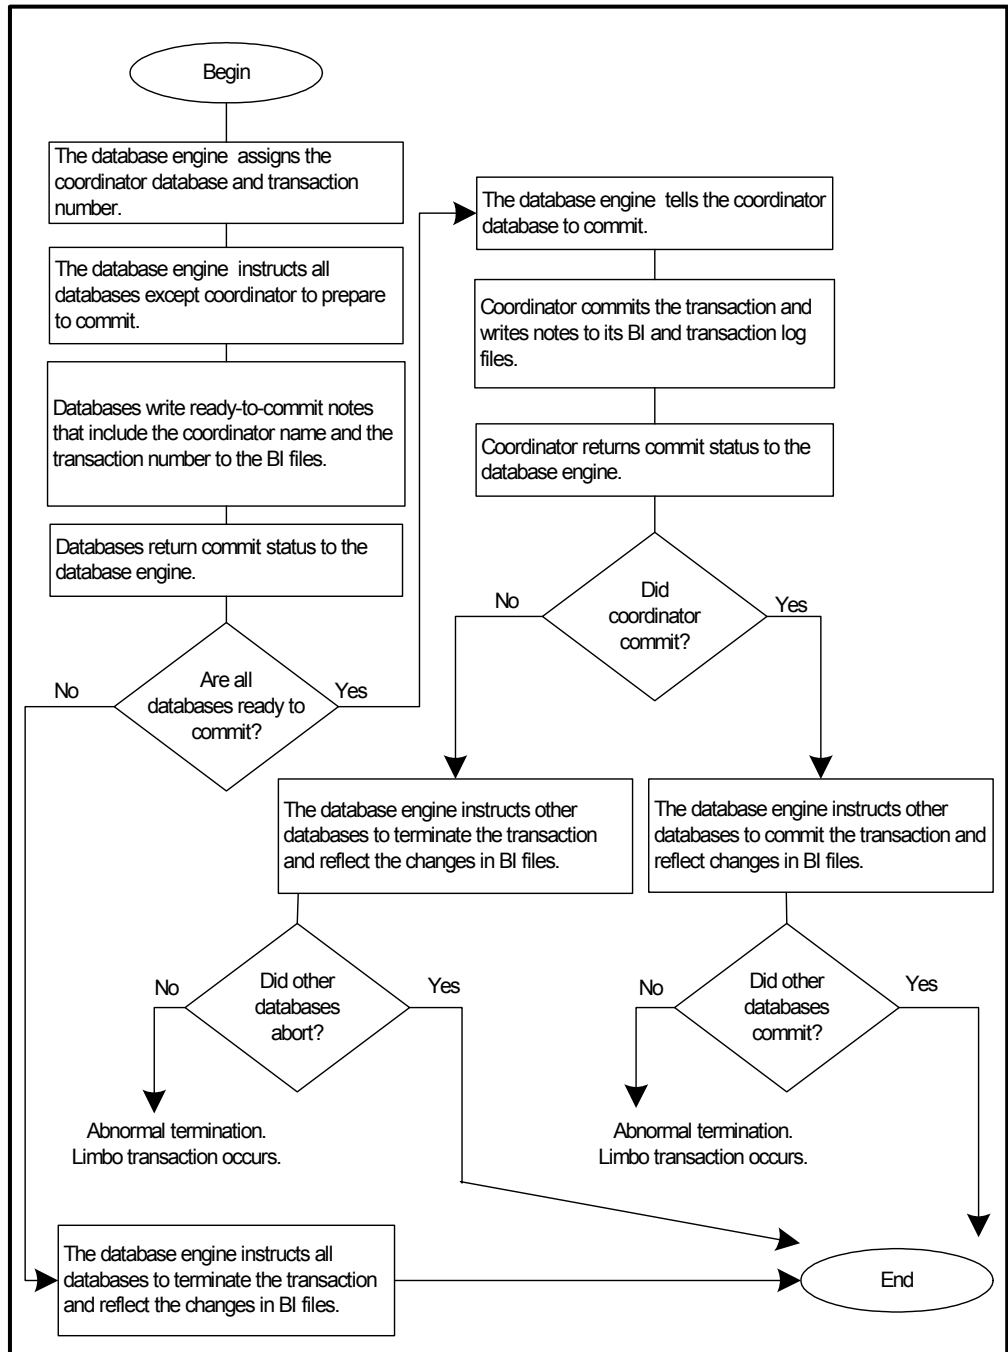 Begin
The database engine assigns the
coordinator database and transaction
number.
The database engine instructs all
databases except coordinator to prepare
to commit.
Databases write ready-to-commit notes
that include the coordinator name and the
transaction number to the BI files.
Databases return commit status to the
database engine.
No
Are all
databases ready to
commit?
Yes
The database engine tells the coordinator
database to commit.
Coordinator commits the transaction and
writes notes to its BI and transaction log
files.
Coordinator returns commit status to the
database engine.
No
Did
coordinator
commit?
Yes
The database engine instructs other
databases to terminate the transaction
and reflect the changes in BI files.
The database engine instructs other
databases to commit the transaction and
reflect changes in BI files.
No
Did other
databases
abort?
Yes
No
Did other
databases
commit?
Yes
Abnormal termination.
Limbo transaction occurs.
Abnormal termination.
Limbo transaction occurs.
The database engine instructs all
databases to terminate the transaction
and reflect the changes in BI files.
End